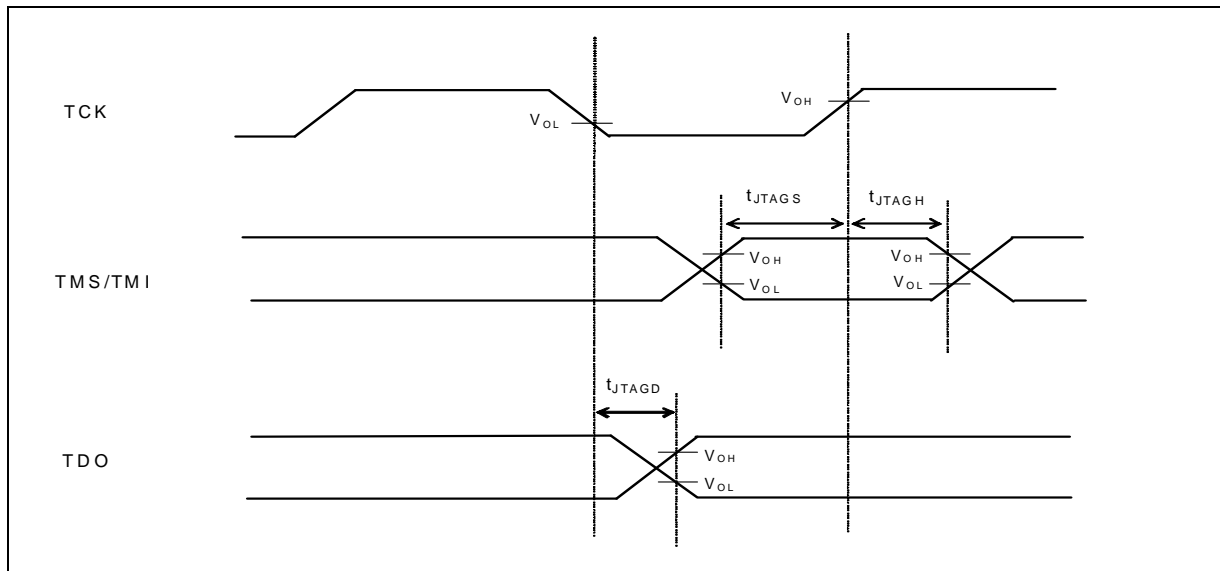 TCK
VOL
VOH
tJTAGS
tJTAGH
TMS/TMI
VOH
VOL
VOH
VOL
tJTAGD
TDO
VOH
VOL